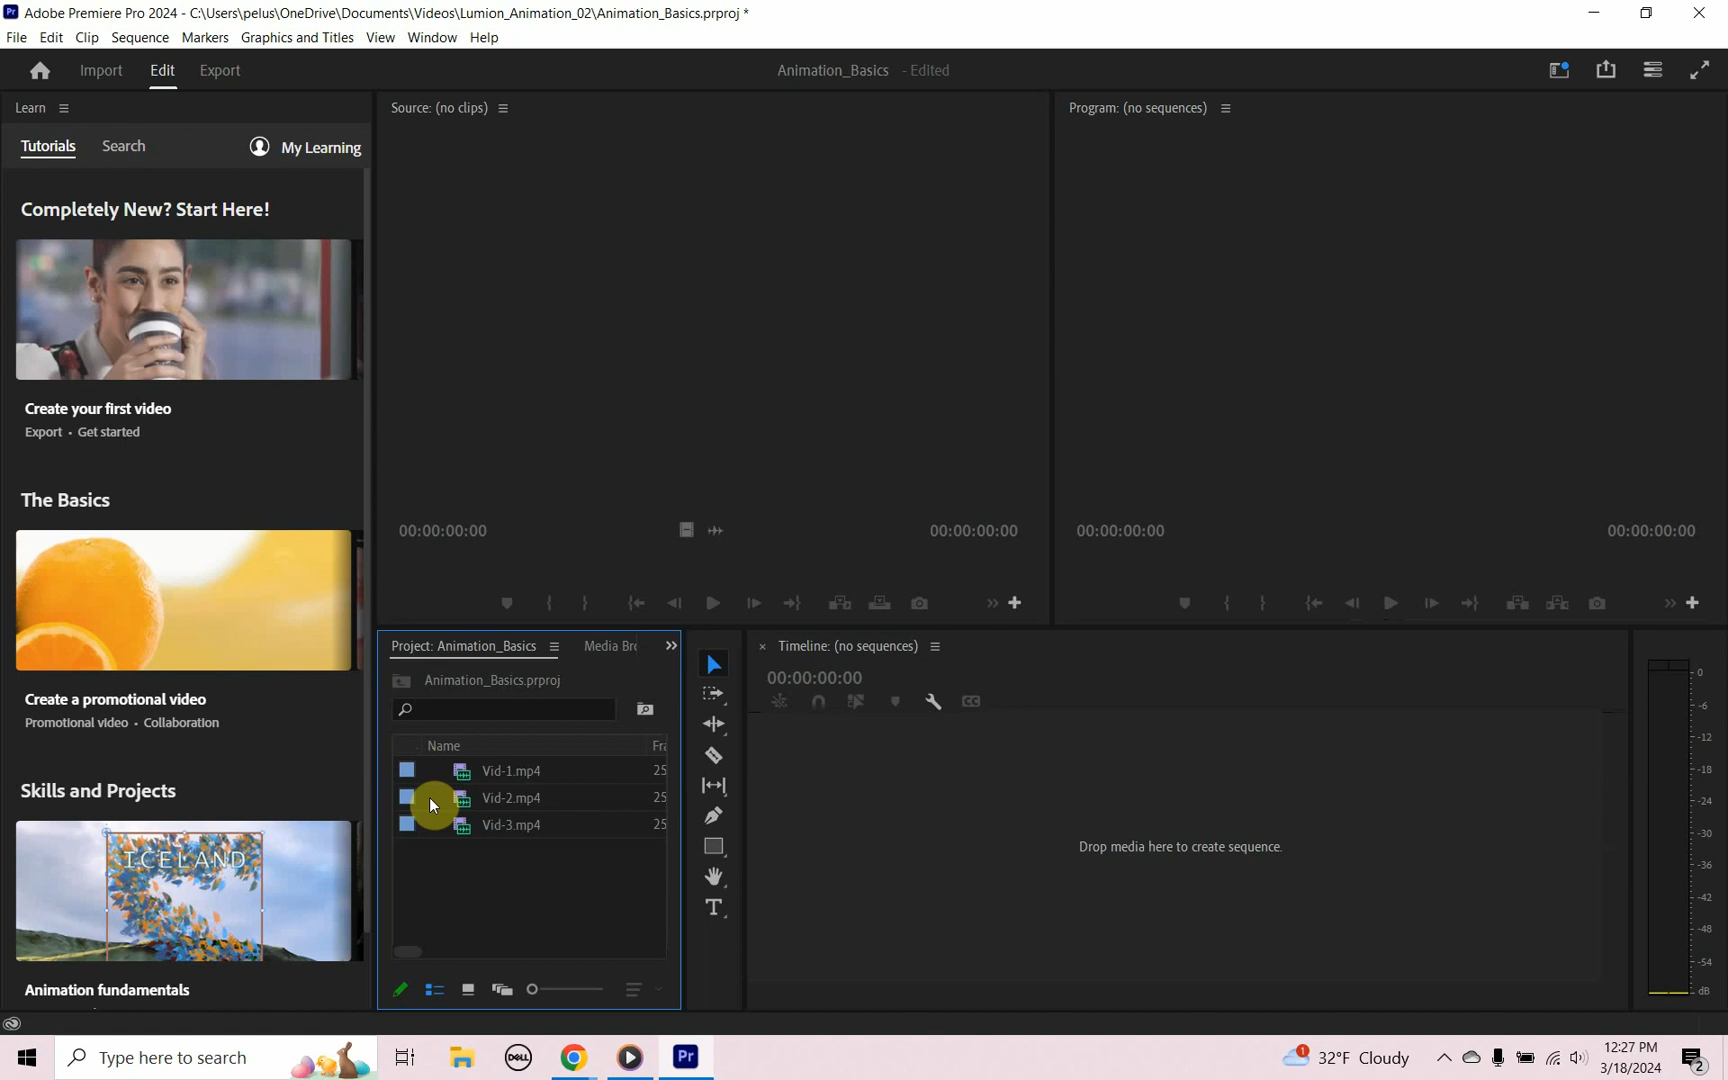 Adobe Premiere Pro 2024 - C:\Users\pelus\OneDrive\Documents\Videos\Lumion_Animation_02\Animation_Basics.prproj *
File Edit Clip Sequence Markers Graphics and Titles View Window Help
Import Edit Export Animation_Basics - Edited
Learn
Source: (no clips)
Program: (no sequences)
Tutorials Search My Learning
Completely New? Start Here!
Create your first video
Export • Get started
The Basics
Create a promotional video
Promotional video • Collaboration
Skills and Projects
ICELAND
Animation fundamentals
00:00:00:00 00:00:00:00
00:00:00:00 00:00:00:00
Project: Animation_Basics Media Bro
Animation_Basics.prproj
Name Fra
Vid-1.mp4 25
Vid-2.mp4 25
Vid-3.mp4 25
Timeline: (no sequences)
00:00:00:00
CC
Drop media here to create sequence.
T
0
-6
-12
-18
-24
-30
-36
-42
-48
-54
dB
Type here to search
DELL
Pr
32°F Cloudy
12:27 PM
3/18/2024
2